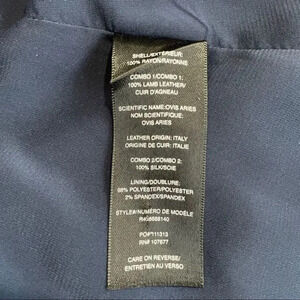 SHELL/EXTÉRIEUR:
100% RAYON/RAYONNE
COMBO 1/COMBO 1:
100% LAMB LEATHER/
CUIR D'AGNEAU
SCIENTIFIC NAME: OVIS ARIES
NOM SCIENTIFIQUE:
OVIS ARIES
LEATHER ORIGIN: ITALY
ORIGINE DE CUIR: ITALIE
COMBO 2/COMBO 2:
100% SILK/SOIE
LINING/DOUBLURE:
98% POLYESTER/POLYESTER
2% SPANDEX/SPANDEX
STYLE#/NUMÉRO DE MODÈLE
111313
RN# 107677
CARE ON REVERSE/
ENTRETIEN AU VERSO